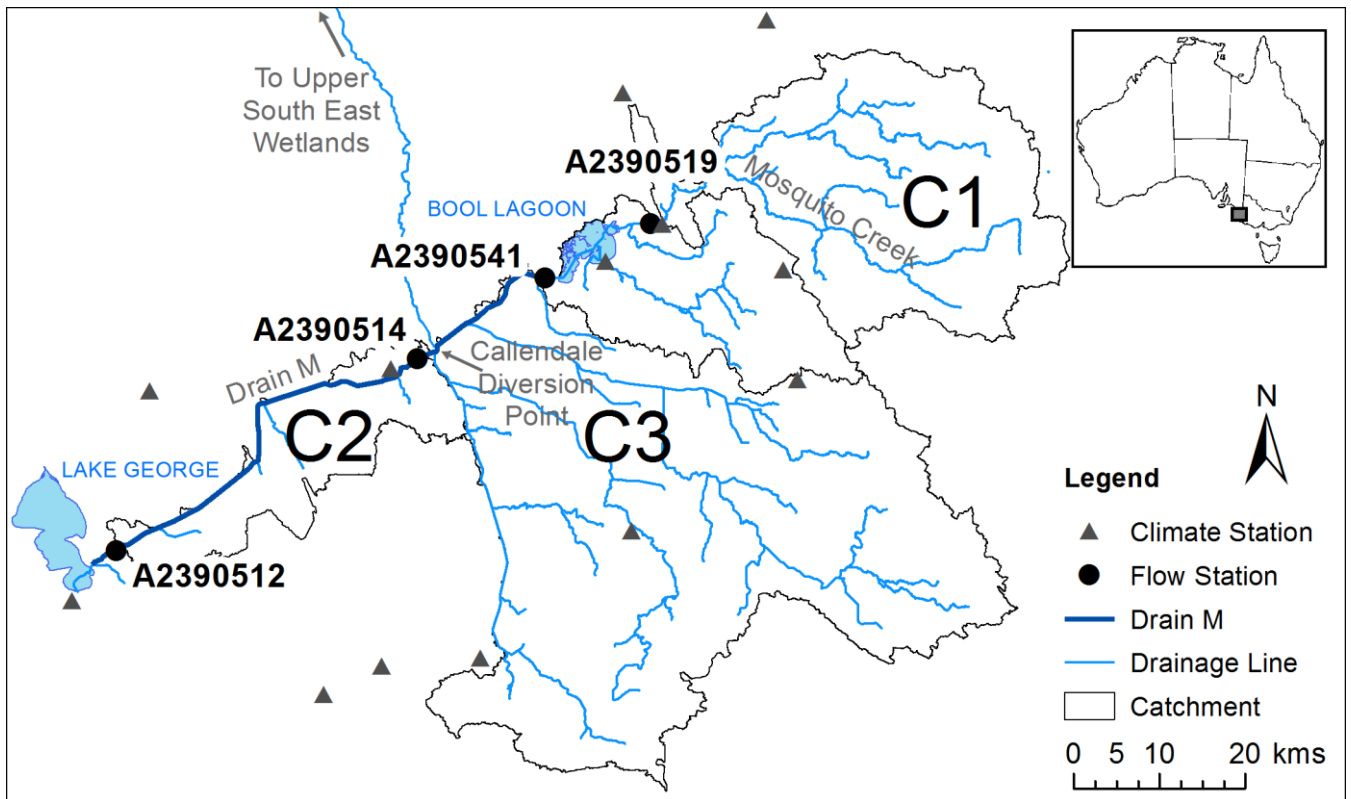 To Upper
South East
Wetlands
A2390519
Mosquito Creek
C1
BOOL LAGOON
A2390541
A2390514
Callendale
Diversion
Point
Drain M
C2
C3
LAKE GEORGE
A2390512
N
Legend
Climate Station
Flow Station
Drain M
Drainage Line
Catchment
0 5 10 20 kms